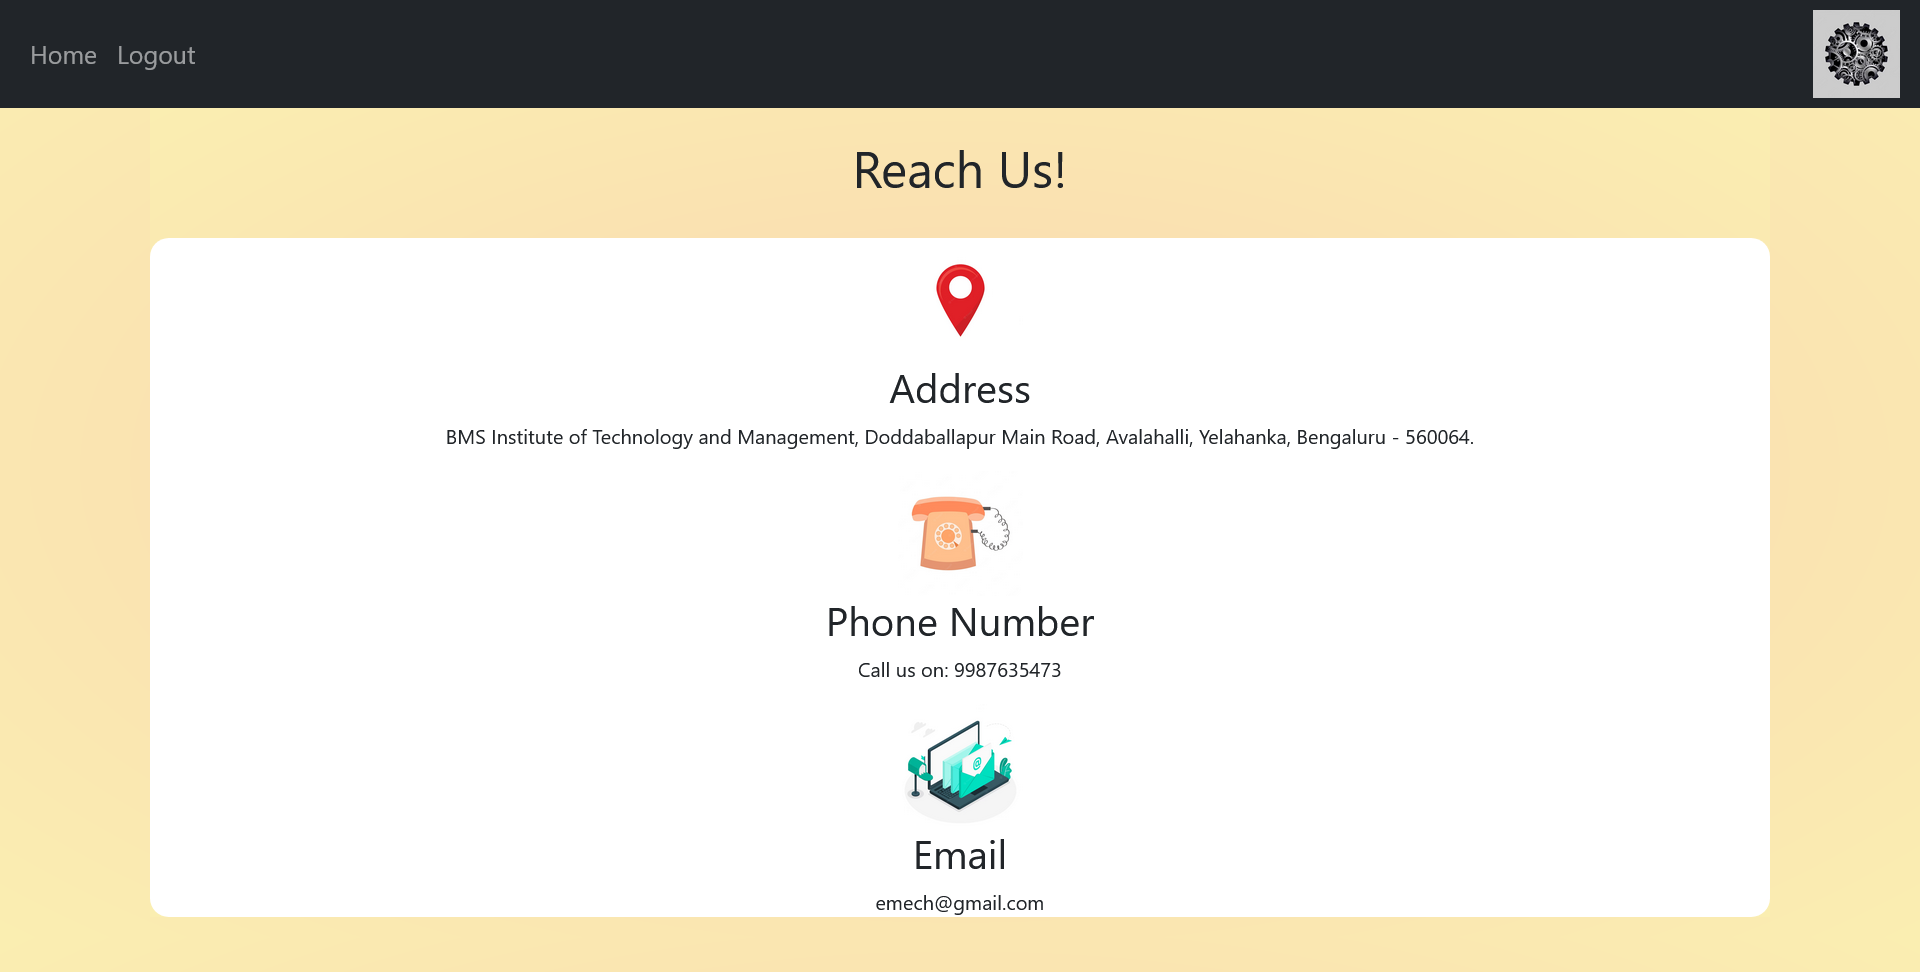 Home Logout
Reach Us!
Address
BMS Institute of Technology and Management, Doddaballapur Main Road, Avalahalli, Yelahanka, Bengaluru - 560064.
Phone Number
Call us on: 9987635473
Email
emech@gmail.com